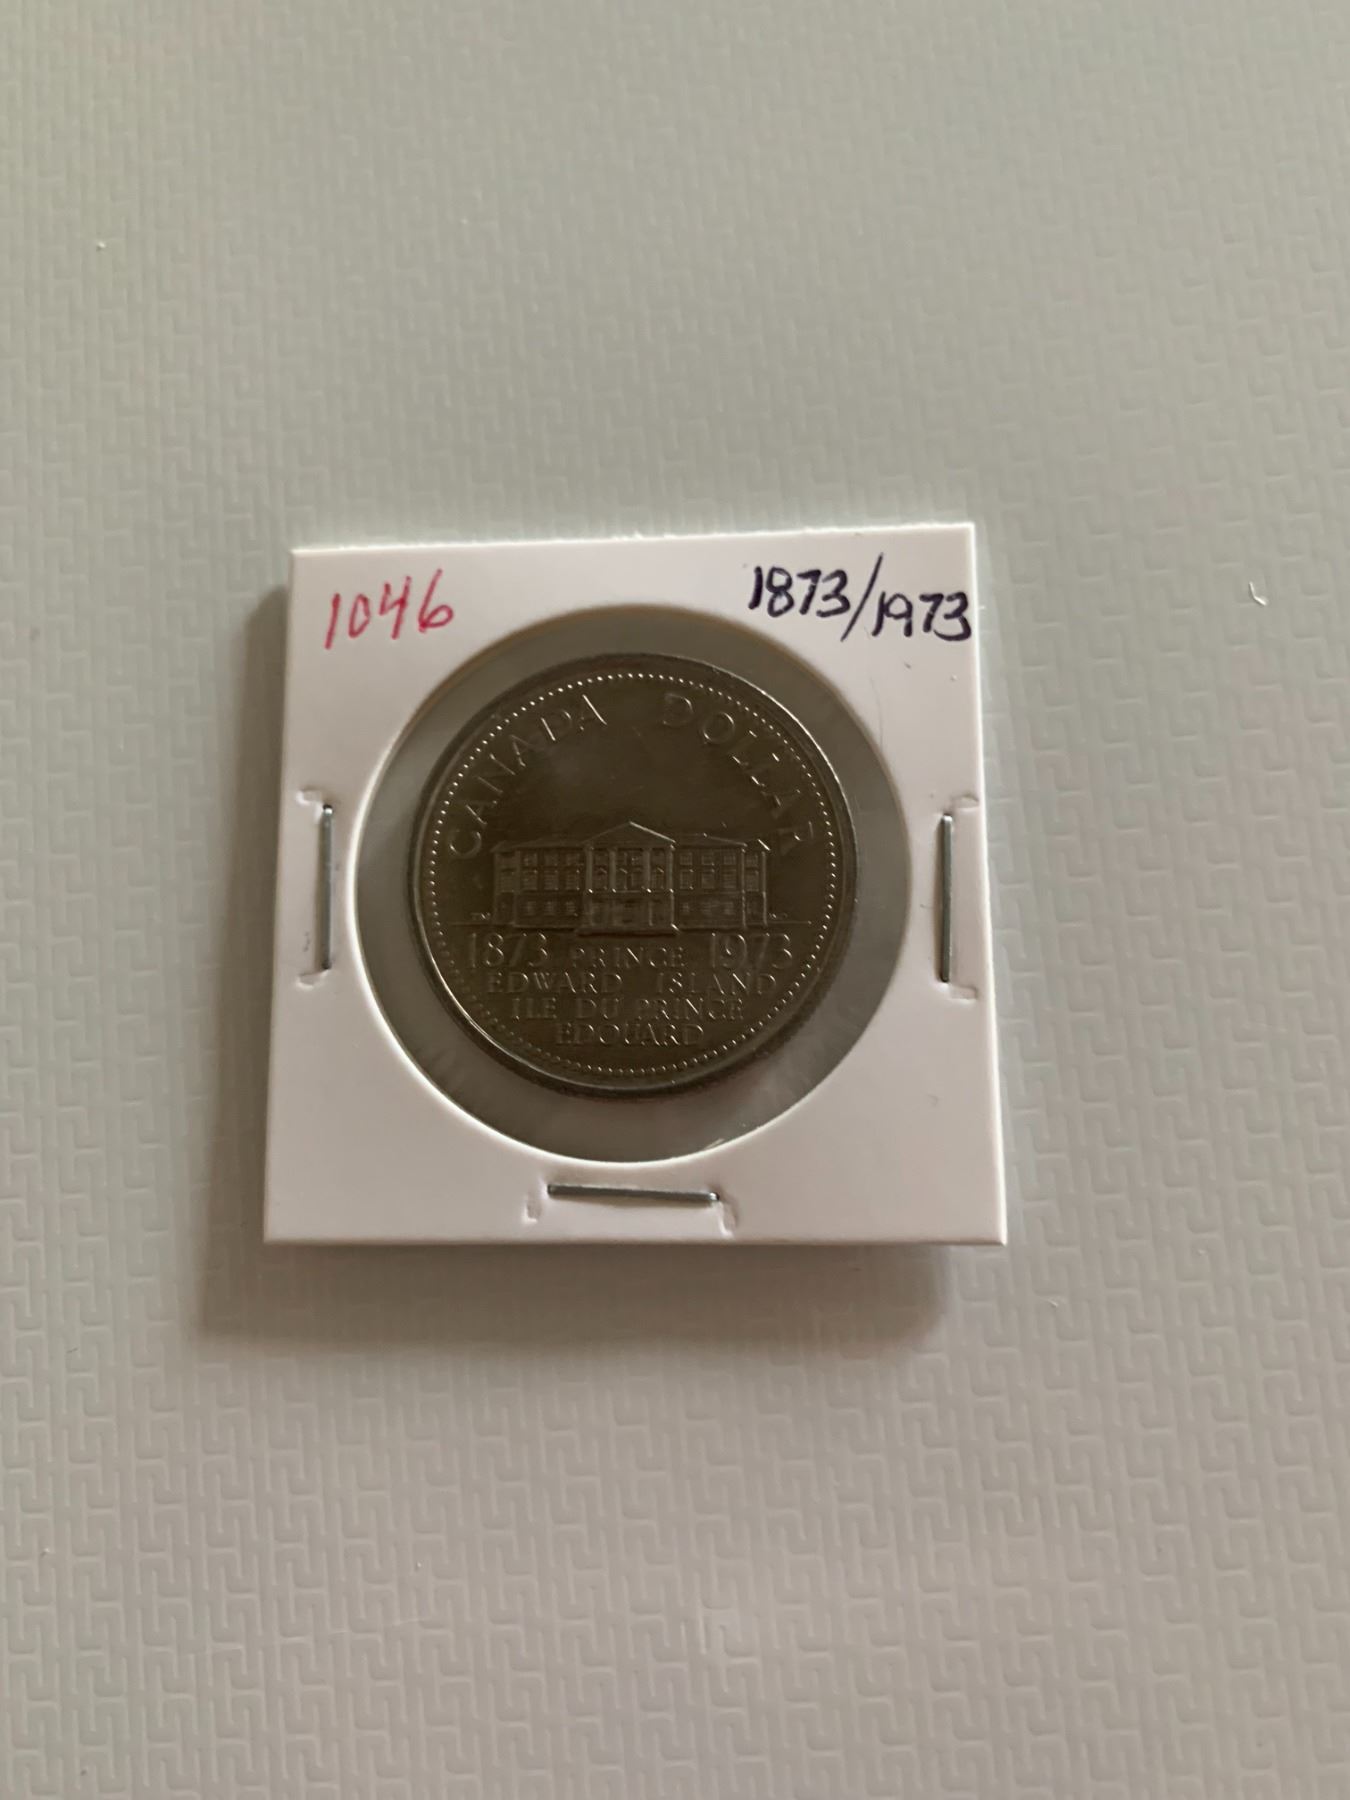 1046
1873/1973
CANADA DOLLAR
1873 PRINCE 1973
EDWARD ISLAND
ILE DU PRINCE
EDOUARD